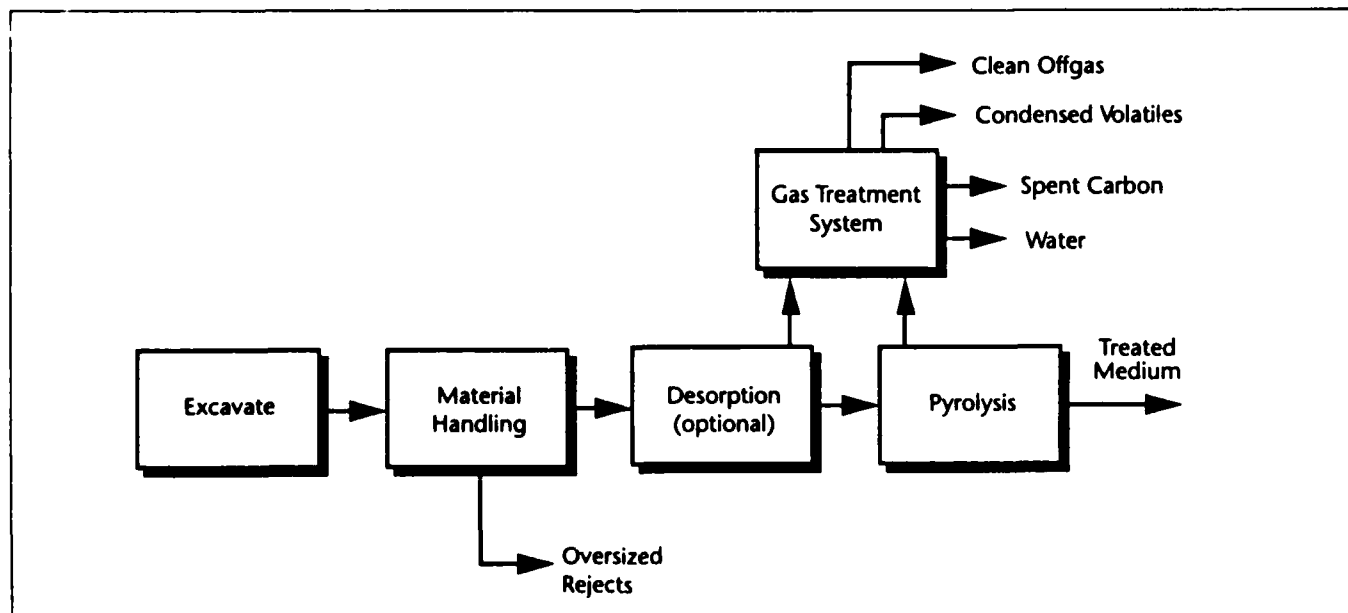 Clean Offgas
Condensed Volatiles
Gas Treatment
System
Spent Carbon
Water
Excavate
Material
Handling
Desorption
(optional)
Pyrolysis
Treated
Medium
Oversized
Rejects